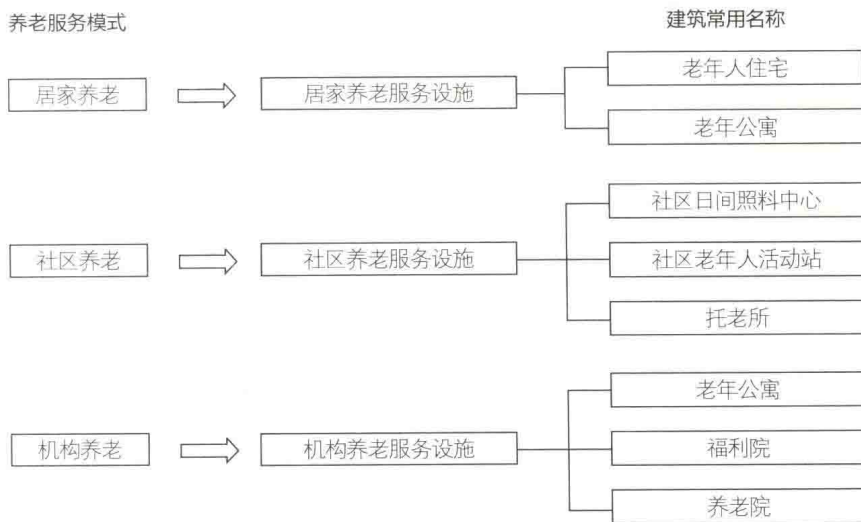 养老服务模式
建筑常用名称
居家养老
居家养老服务设施
老年人住宅
老年公寓
社区养老
社区养老服务设施
社区日间照料中心
社区老年人活动站
托老所
机构养老
机构养老服务设施
老年公寓
福利院
养老院